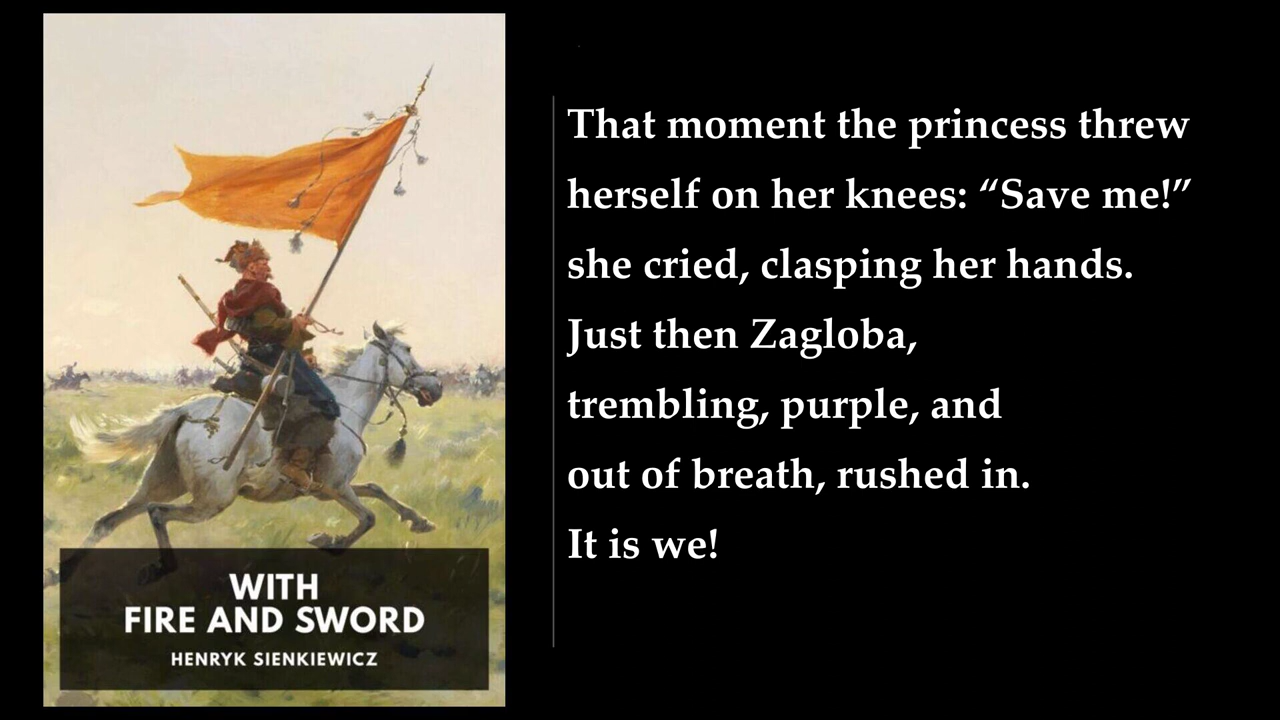 WITH
FIRE AND SWORD
HENRYK SIENKIEWICZ
That moment the princess threw
herself on her knees: “Save me!”
she cried, clasping her hands.
Just then Zagloba,
trembling, purple, and
out of breath, rushed in.
It is we!